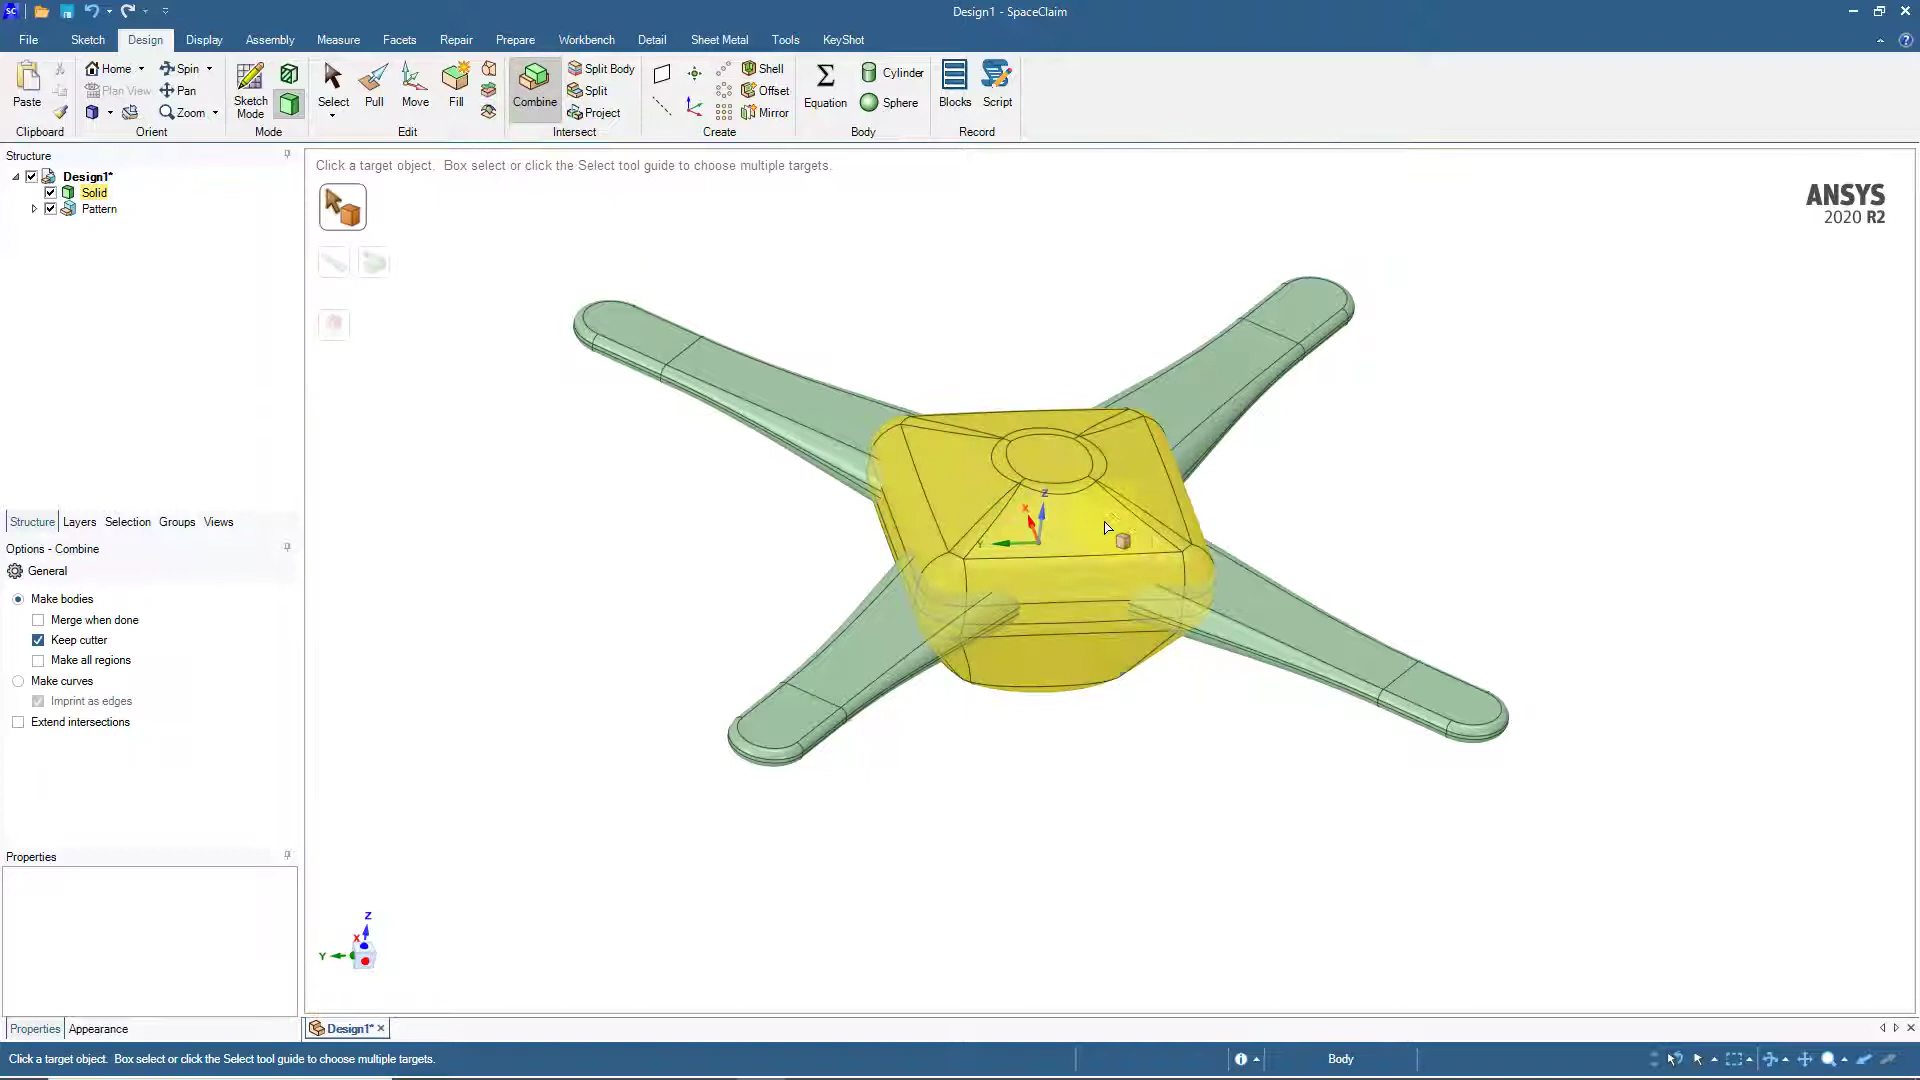 SC
Design1 - SpaceClaim
File Sketch Design Display Assembly Measure Facets Repair Prepare Workbench Detail Sheet Metal Tools KeyShot
Paste
Clipboard
Home Spin
Plan View Pan
Zoom
Orient
Sketch Mode
Mode
Select Pull Move Fill
Edit
Combine
Split Body
Split
Project
Intersect
Shell
Offset
Mirror
Create
Equation
Cylinder
Sphere
Body
Blocks Script
Record
Structure
Design1*
Solid
Pattern
Structure Layers Selection Groups Views
Options - Combine
General
Make bodies
Merge when done
Keep cutter
Make all regions
Make curves
Imprint as edges
Extend intersections
Properties
Properties Appearance
Click a target object. Box select or click the Select tool guide to choose multiple targets.
ANSYS
2020 R2
Z
X
Y
Z
X
Y
Design1*
Click a target object. Box select or click the Select tool guide to choose multiple targets.
Body